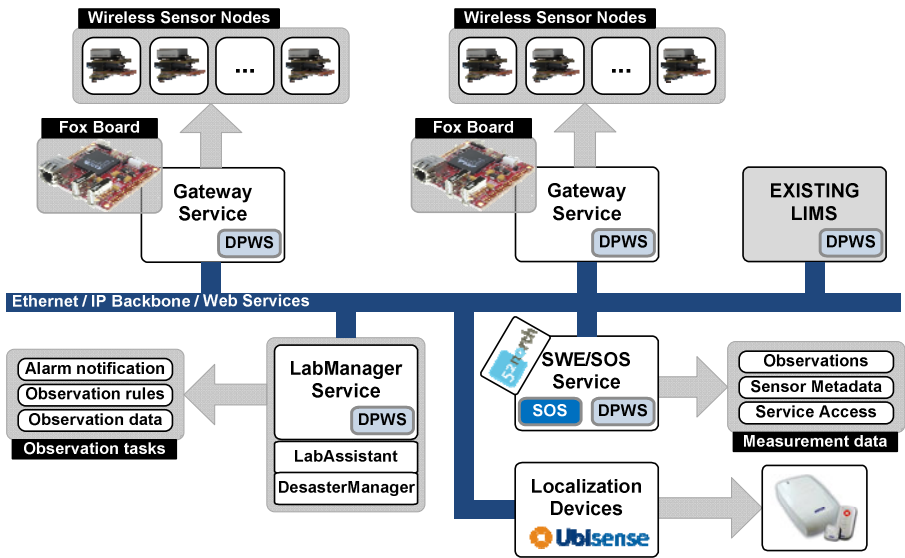 Wireless Sensor Nodes
Wireless Sensor Nodes
...
...
Fox Board
Fox Board
Gateway
Service
DPWS
Gateway
Service
DPWS
EXISTING
LIMS
DPWS
Ethernet / IP Backbone / Web Services
Alarm notification
Observation rules
Observation data
Observation tasks
LabManager
Service
DPWS
LabAssistant
DesasterManager
52north
SWE/SOS
Service
SOS
DPWS
Observations
Sensor Metadata
Service Access
Measurement data
Localization
Devices
Ubisense